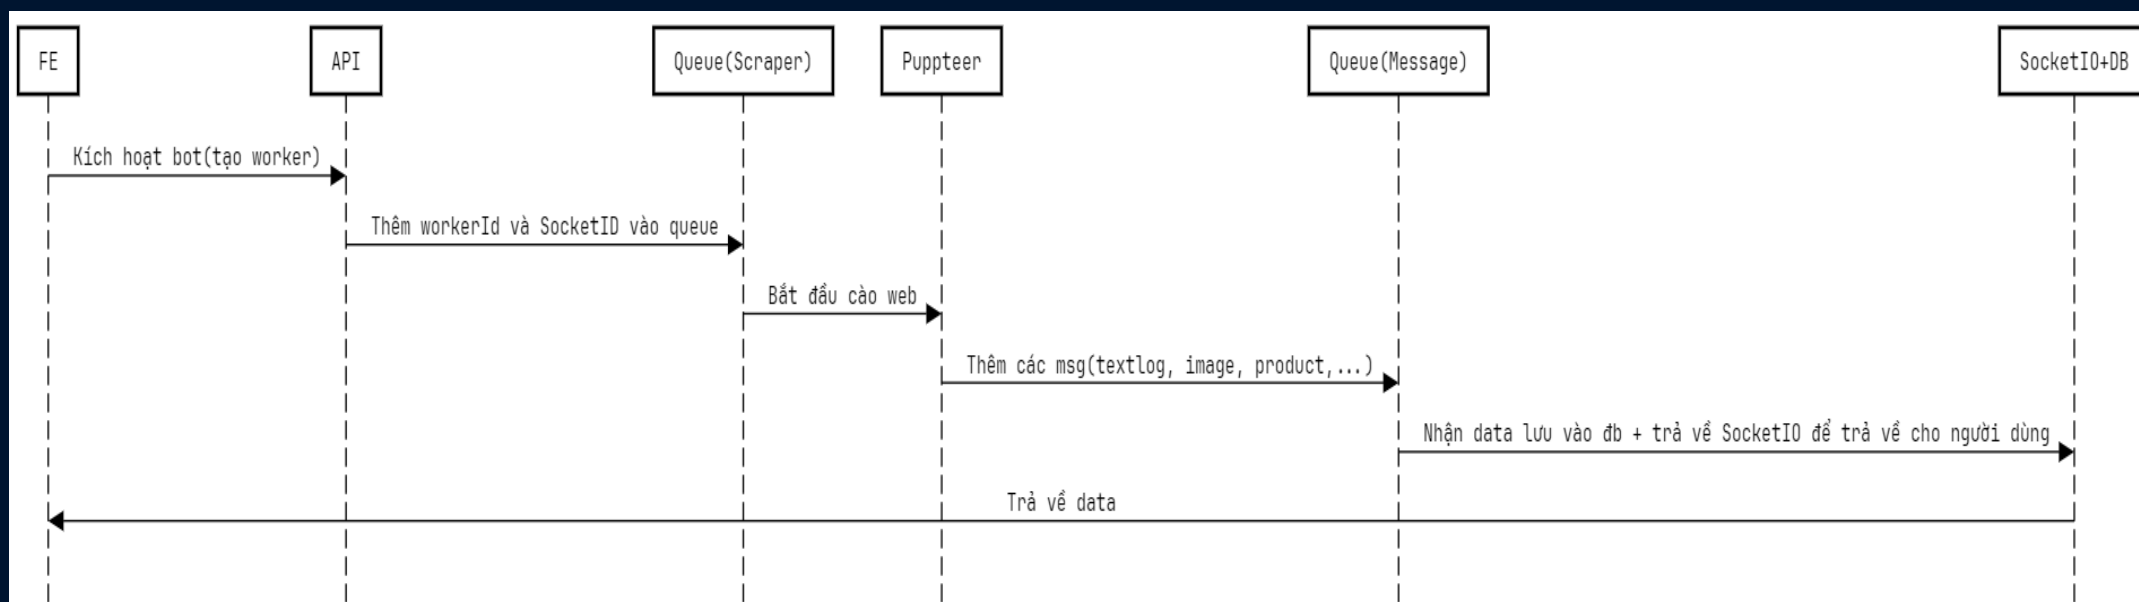 FE
API
Queue(Scraper)
Puppteer
Queue(Message)
SocketIO+DB
Kích hoạt bot(tạo worker)
Thêm workerId và SocketID vào queue
Bắt đầu cào web
Thêm các msg(textlog, image, product,...)
Nhận data lưu vào đb + trả về SocketIO để trả về cho người dùng
Trả về data